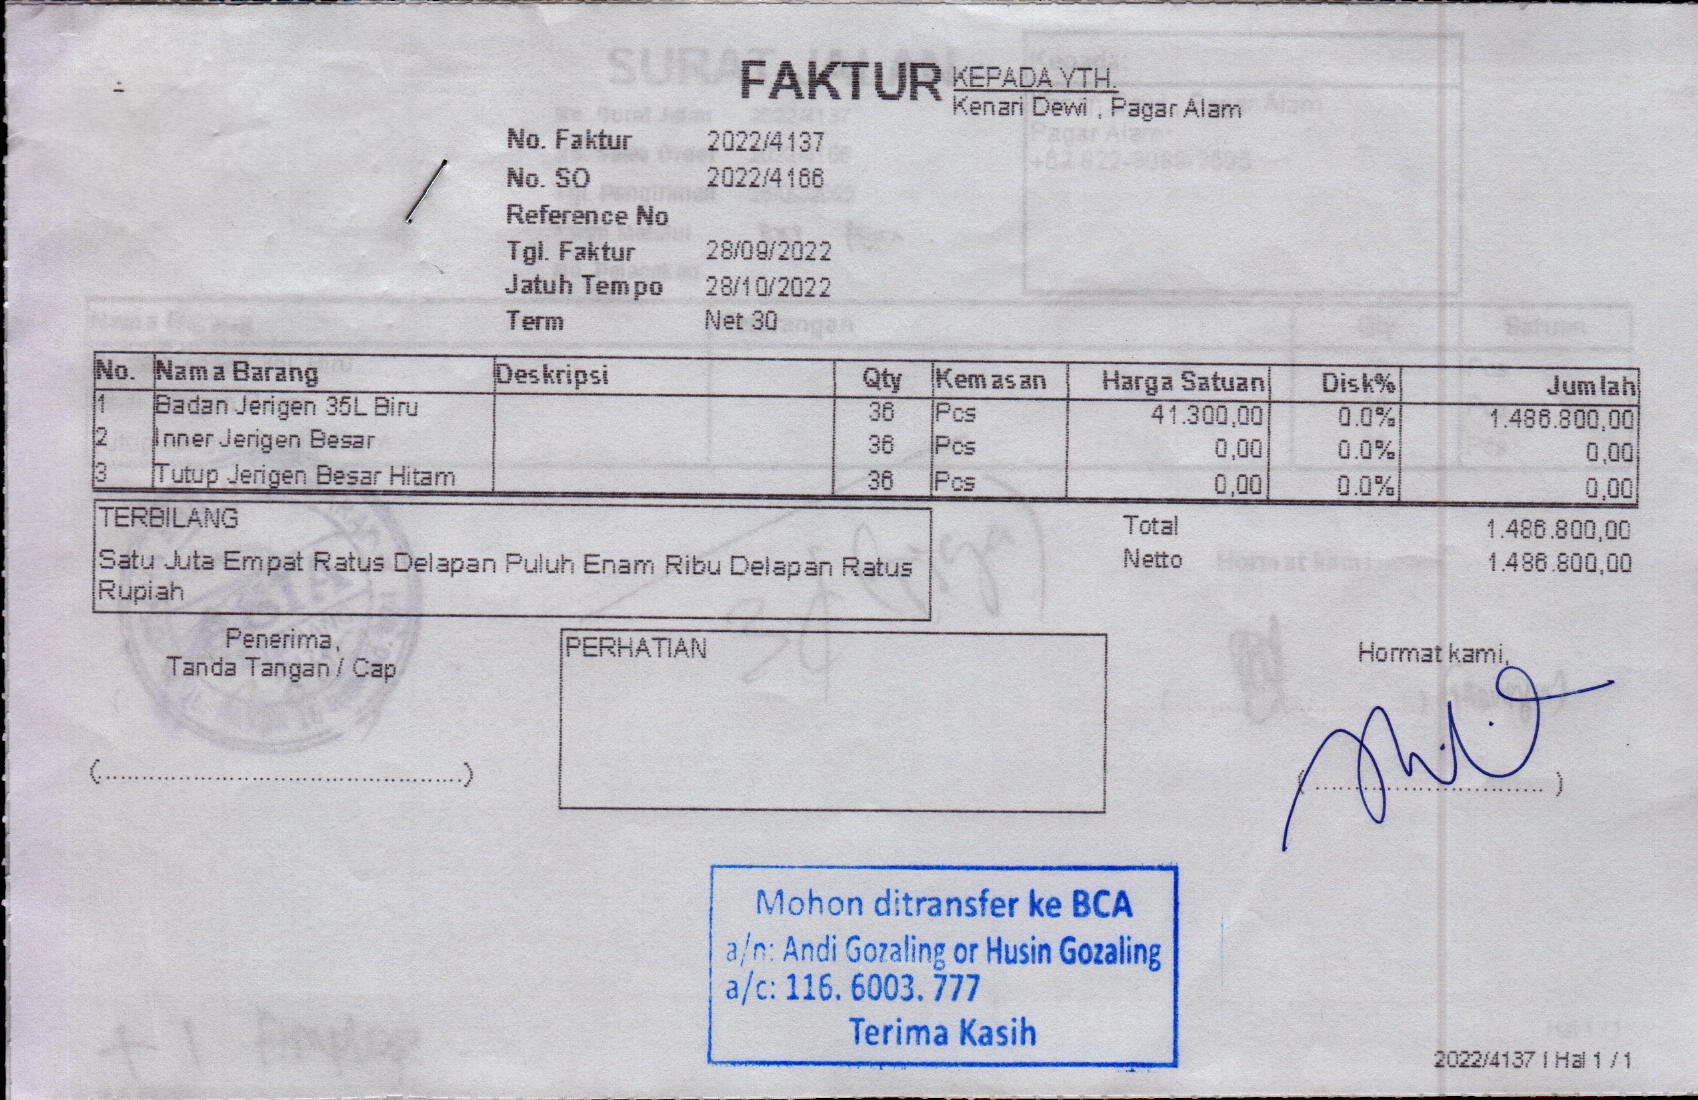 FAKTUR
KEPADA YTH.
Kenari Dewi , Pagar Alam
No. Faktur 2022/4137
No. SO 2022/4166
Reference No
Tgl. Faktur 28/09/2022
Jatuh Tempo 28/10/2022
Term Net 30
No. Nama Barang Deskripsi Qty Kemasan Harga Satuan Disk% Jumlah
1 Badan Jerigen 35L Biru 36 Pcs 41.300,00 0.0% 1.486.800,00
2 Inner Jerigen Besar 36 Pcs 0,00 0.0% 0,00
3 Tutup Jerigen Besar Hitam 36 Pcs 0,00 0.0% 0,00
TERBILANG
Satu Juta Empat Ratus Delapan Puluh Enam Ribu Delapan Ratus
Rupiah
Total 1.486.800,00
Netto 1.486.800,00
Penerima,
Tanda Tangan / Cap
(................................................)
PERHATIAN
Hormat kami,
(..............................)
Mohon ditransfer ke BCA
a/n: Andi Gozaling or Husin Gozaling
a/c: 116. 6003. 777
Terima Kasih
2022/4137 | Hal 1 / 1